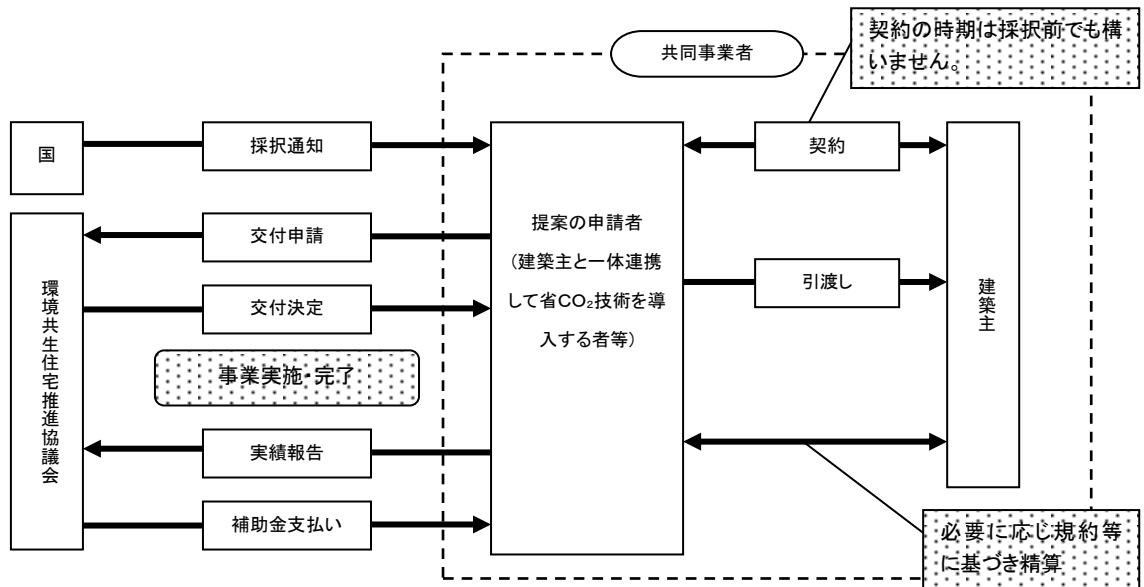 契約の時期は採択前でも構
いません。
共同事業者
国
採択通知
契約
交付申請
提案の申請者
(建築主と一体連携
して省CO₂技術を導
入する者等)
引渡し
環境共生住宅推進協議会
建築主
交付決定
事業実施・完了
実績報告
補助金支払い
必要に応じ規約等
に基づき精算